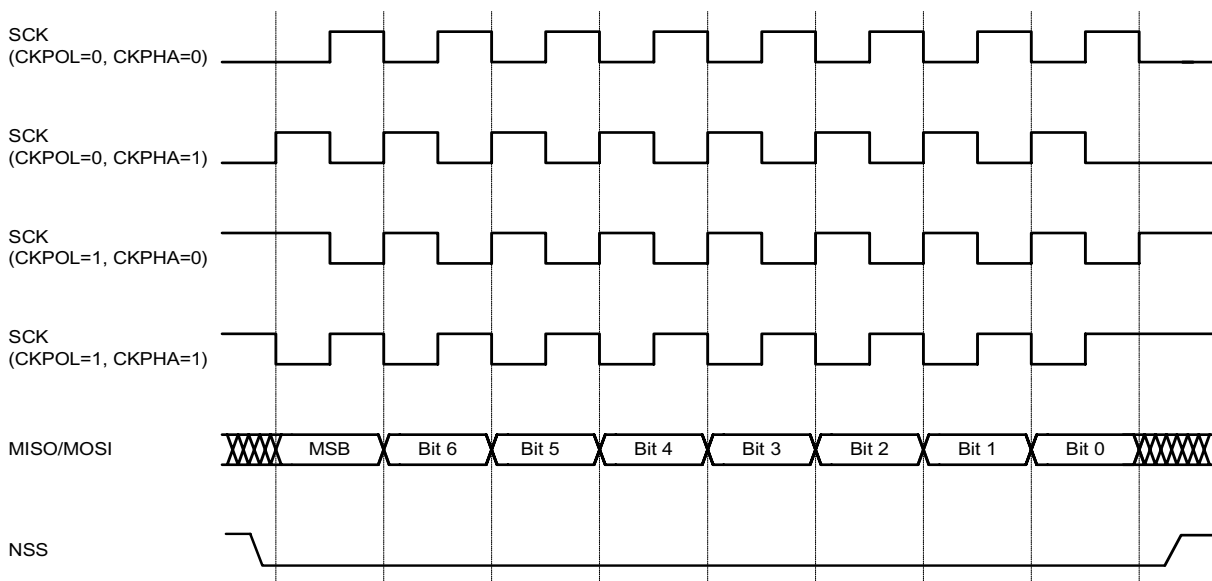 SCK
(CKPOL=0, CKPHA=0)
SCK
(CKPOL=0, CKPHA=1)
SCK
(CKPOL=1, CKPHA=0)
SCK
(CKPOL=1, CKPHA=1)
MISO/MOSI MSB Bit 6 Bit 5 Bit 4 Bit 3 Bit 2 Bit 1 Bit 0
NSS